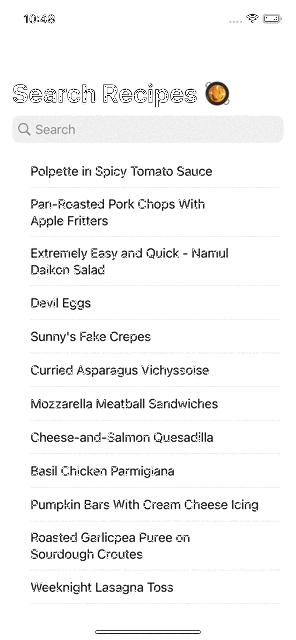 10:48
Search Recipes
Search
Polpette in Spicy Tomato Sauce
Pan-Roasted Pork Chops With
Apple Fritters
Extremely Easy and Quick - Namul
Daikon Salad
Devil Eggs
Sunny's Fake Crepes
Curried Asparagus Vichyssoise
Mozzarella Meatball Sandwiches
Cheese-and-Salmon Quesadilla
Basil Chicken Parmigiana
Pumpkin Bars With Cream Cheese Icing
Roasted Garlicpea Puree on
Sourdough Croutes
Weeknight Lasagna Toss